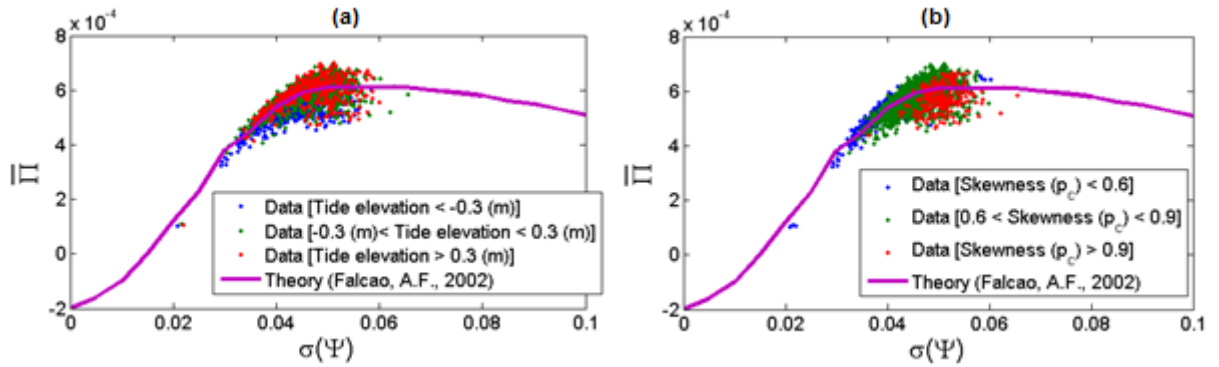 (a)
x 10⁻⁴
8
6
4
2
0
-2
0
0.02
0.04
0.06
0.08
0.1
Π̅
σ(Ψ)
Data [Tide elevation < -0.3 (m)]
Data [-0.3 (m)< Tide elevation < 0.3 (m)]
Data [Tide elevation > 0.3 (m)]
Theory (Falcao, A.F., 2002)
(b)
x 10⁻⁴
8
6
4
2
0
-2
0
0.02
0.04
0.06
0.08
0.1
Π̅
σ(Ψ)
Data [Skewness (p_C) < 0.6]
Data [0.6 < Skewness (p_C) < 0.9]
Data [Skewness (p_C) > 0.9]
Theory (Falcao, A.F., 2002)